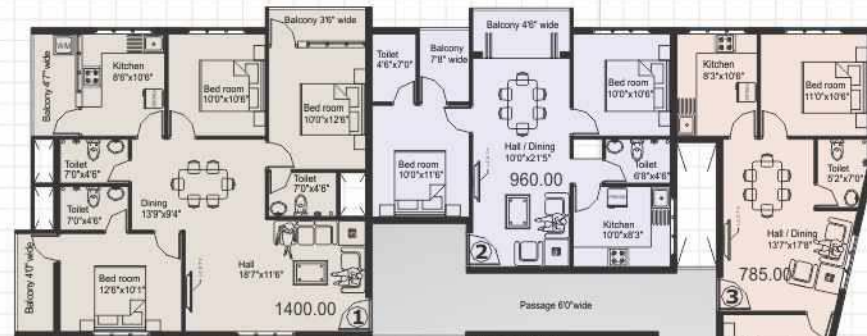 Balcony 4'7" wide
WM
Kitchen
8'6"x10'6"
Bed room
10'0"x10'6"
Balcony 3'6" wide
Bed room
10'0"x12'6"
Toilet
7'0"x4'6"
Toilet
7'0"x4'6"
Dining
13'9"x9'4"
Toilet
7'0"x4'6"
Balcony 4'0" wide
Bed room
12'6"x10'1"
Hall
18'7"x11'6"
1400.00
1
Toilet
4'6"x7'0"
Balcony
7'8" wide
Balcony 4'6" wide
Bed room
10'0"x10'6"
Bed room
10'0"x11'6"
Hall / Dining
10'0"x21'5"
960.00
Toilet
6'8"x4'6"
Kitchen
10'0"x8'3"
2
Passage 6'0"wide
Kitchen
8'3"x10'6"
Bed room
11'0"x10'6"
Toilet
5'2"x7'0"
Hall / Dining
13'7"x17'8"
785.00
3